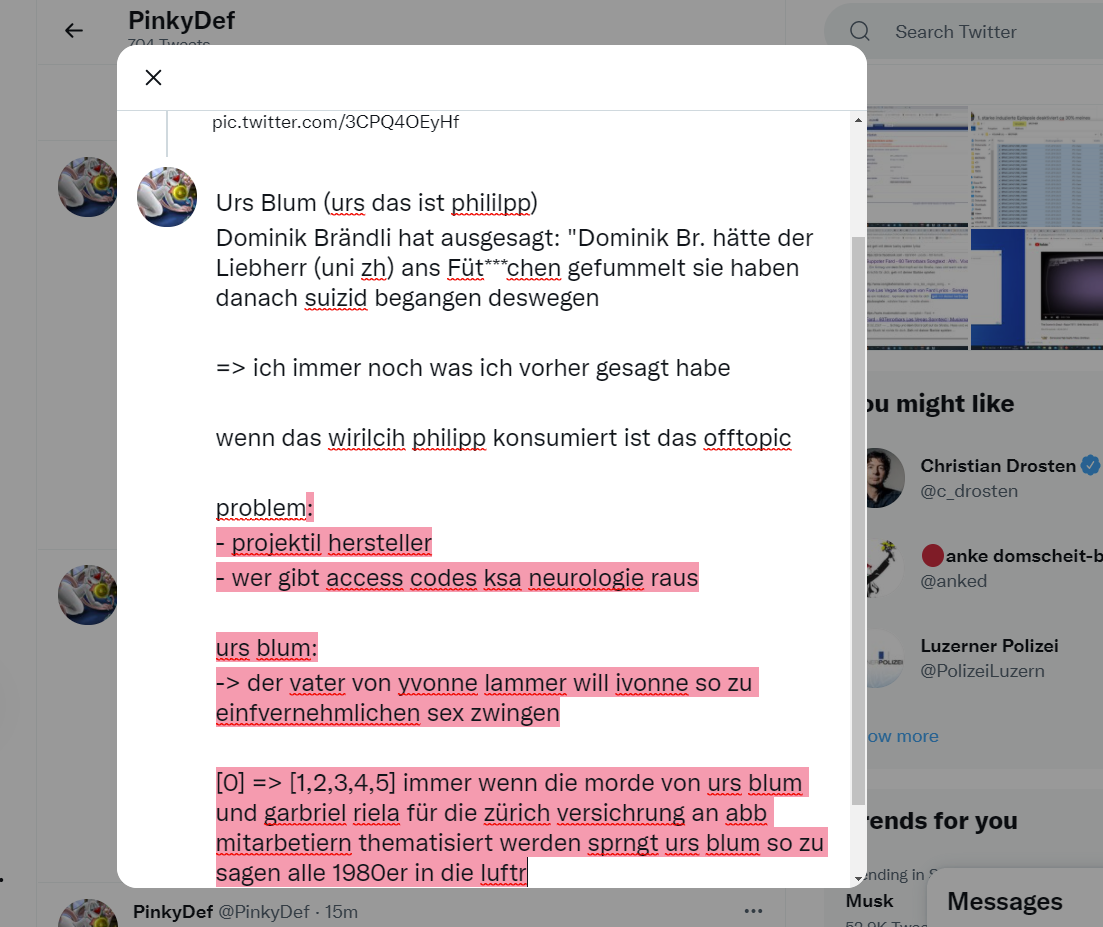 PinkyDef
704 Tweets
Search Twitter
pic.twitter.com/3CPQ4OEyHf
Urs Blum (urs das ist phililpp)
Dominik Brändli hat ausgesagt: "Dominik Br. hätte der
Liebherr (uni zh) ans Füt***chen gefummelt sie haben
danach suizid begangen deswegen
=> ich immer noch was ich vorher gesagt habe
wenn das wirilcih philipp konsumiert ist das offtopic
problem:
- projektil hersteller
- wer gibt access codes ksa neurologie raus
urs blum:
-> der vater von yvonne lammer will ivonne so zu
einfvernehmlichen sex zwingen
[0] => [1,2,3,4,5] immer wenn die morde von urs blum
und garbriel riela für die zürich versichrung an abb
mitarbetiern thematisiert werden sprngt urs blum so zu
sagen alle 1980er in die luftr
ou might like
Christian Drosten
@c_drosten
anke domscheit-b
@anked
Luzerner Polizei
@PolizeiLuzern
ow more
rends for you
ending in
Musk
Messages
PinkyDef @PinkyDef · 15m